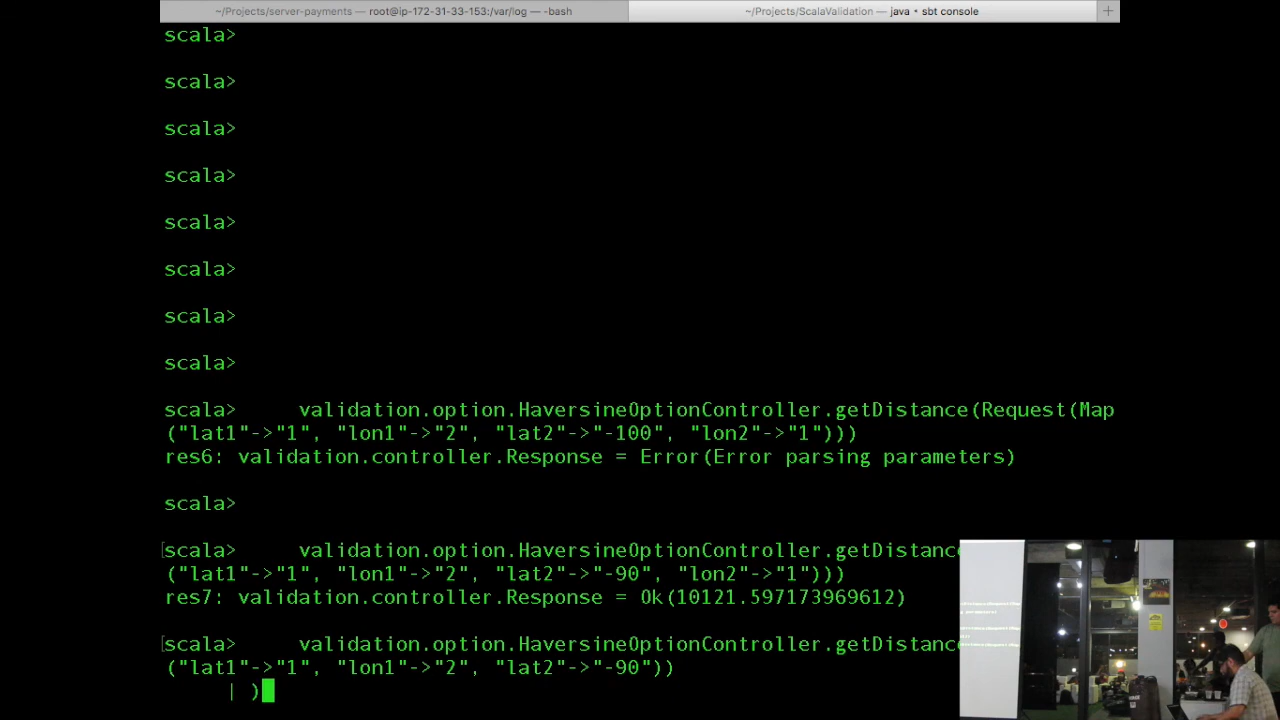 ~/Projects/server-payments — root@ip-172-31-33-153:/var/log — -bash
~/Projects/ScalaValidation — java • sbt console +
scala>
scala>
scala>
scala>
scala>
scala>
scala>
scala>
scala> validation.option.HaversineOptionController.getDistance(Request(Map
("lat1"->"1", "lon1"->"2", "lat2"->"-100", "lon2"->"1")))
res6: validation.controller.Response = Error(Error parsing parameters)
scala>
[scala> validation.option.HaversineOptionController.getDistanc
("lat1"->"1", "lon1"->"2", "lat2"->"-90", "lon2"->"1")))
res7: validation.controller.Response = Ok(10121.597173969612)
[scala> validation.option.HaversineOptionController.getDistanc
("lat1"->"1", "lon1"->"2", "lat2"->"-90"))
| )